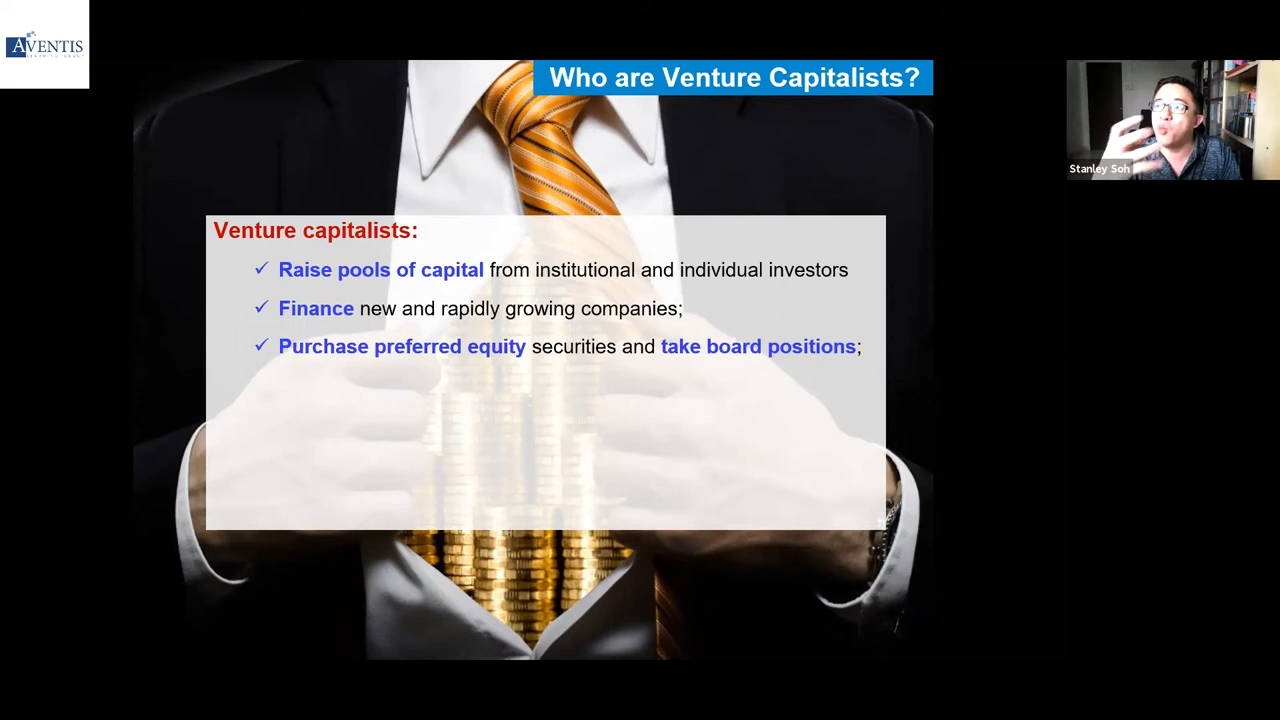 AVENTIS
Who are Venture Capitalists?
Stanley Soh
Venture capitalists:
✓ Raise pools of capital from institutional and individual investors
✓ Finance new and rapidly growing companies;
✓ Purchase preferred equity securities and take board positions;